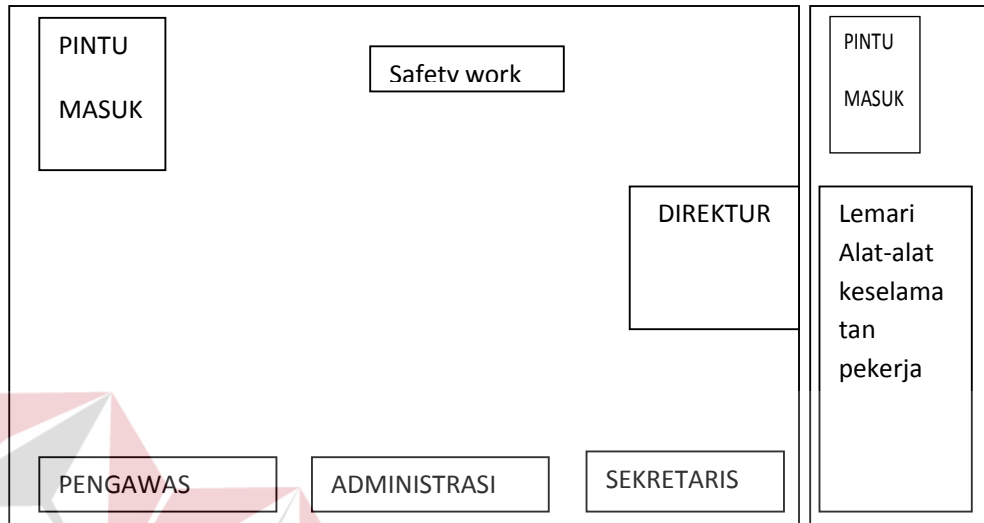 PINTU
MASUK
Safety work
PINTU
MASUK
DIREKTUR
Lemari
Alat-alat
keselama
tan
pekerja
PENGAWAS
ADMINISTRASI
SEKRETARIS